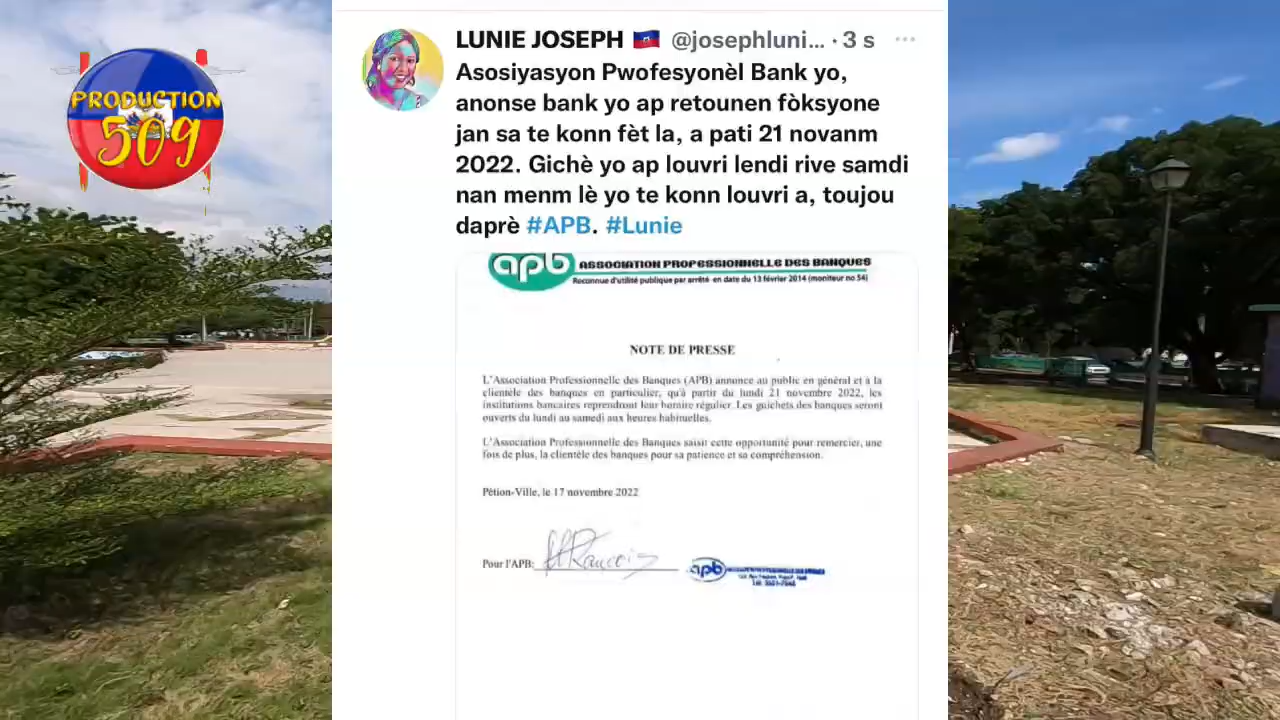 PRODUCTION
509
LUNIE JOSEPH 🇭🇹 @josephluni... · 3 s
Asosiyasyon Pwofesyonèl Bank yo,
anonse bank yo ap retounen fòksyone
jan sa te konn fèt la, a pati 21 novanm
2022. Gichè yo ap louvri lendi rive samdi
nan menm lè yo te konn louvri a, toujou
daprè #APB. #Lunie
apb ASSOCIATION PROFESSIONNELLE DES BANQUES
Reconnue d'utilité publique par arrêté en date du 13 février 2014 (moniteur no 54)
NOTE DE PRESSE
L'Association Professionnelle des Banques (APB) annonce au public en général et à la
clientèle des banques en particulier, qu'à partir du lundi 21 novembre 2022, les
institutions bancaires reprendront leur horaire régulier. Les guichets des banques seront
ouverts du lundi au samedi aux heures habituelles.
L'Association Professionnelle des Banques saisit cette opportunité pour remercier, une
fois de plus, la clientèle des banques pour sa patience et sa compréhension.
Pétion-Ville, le 17 novembre 2022
Pour l'APB:
apb